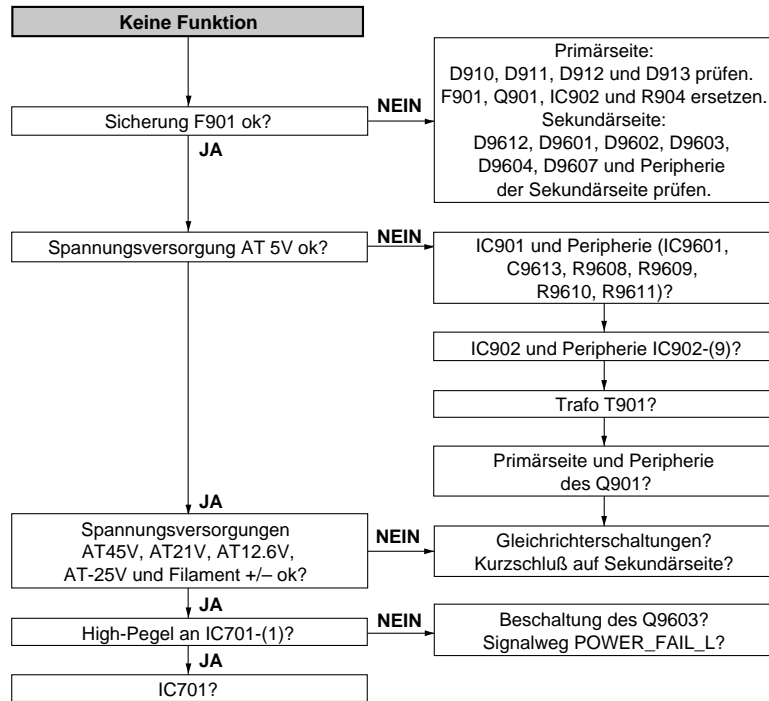 Keine Funktion
Sicherung F901 ok?
NEIN
Primärseite:
D910, D911, D912 und D913 prüfen.
F901, Q901, IC902 und R904 ersetzen.
Sekundärseite:
D9612, D9601, D9602, D9603,
D9604, D9607 und Peripherie
der Sekundärseite prüfen.
JA
Spannungsversorgung AT 5V ok?
NEIN
IC901 und Peripherie (IC9601,
C9613, R9608, R9609,
R9610, R9611)?
IC902 und Peripherie IC902-(9)?
Trafo T901?
Primärseite und Peripherie
des Q901?
JA
Spannungsversorgungen
AT45V, AT21V, AT12.6V,
AT-25V und Filament +/– ok?
NEIN
Gleichrichterschaltungen?
Kurzschluß auf Sekundärseite?
JA
High-Pegel an IC701-(1)?
NEIN
Beschaltung des Q9603?
Signalweg POWER_FAIL_L?
JA
IC701?